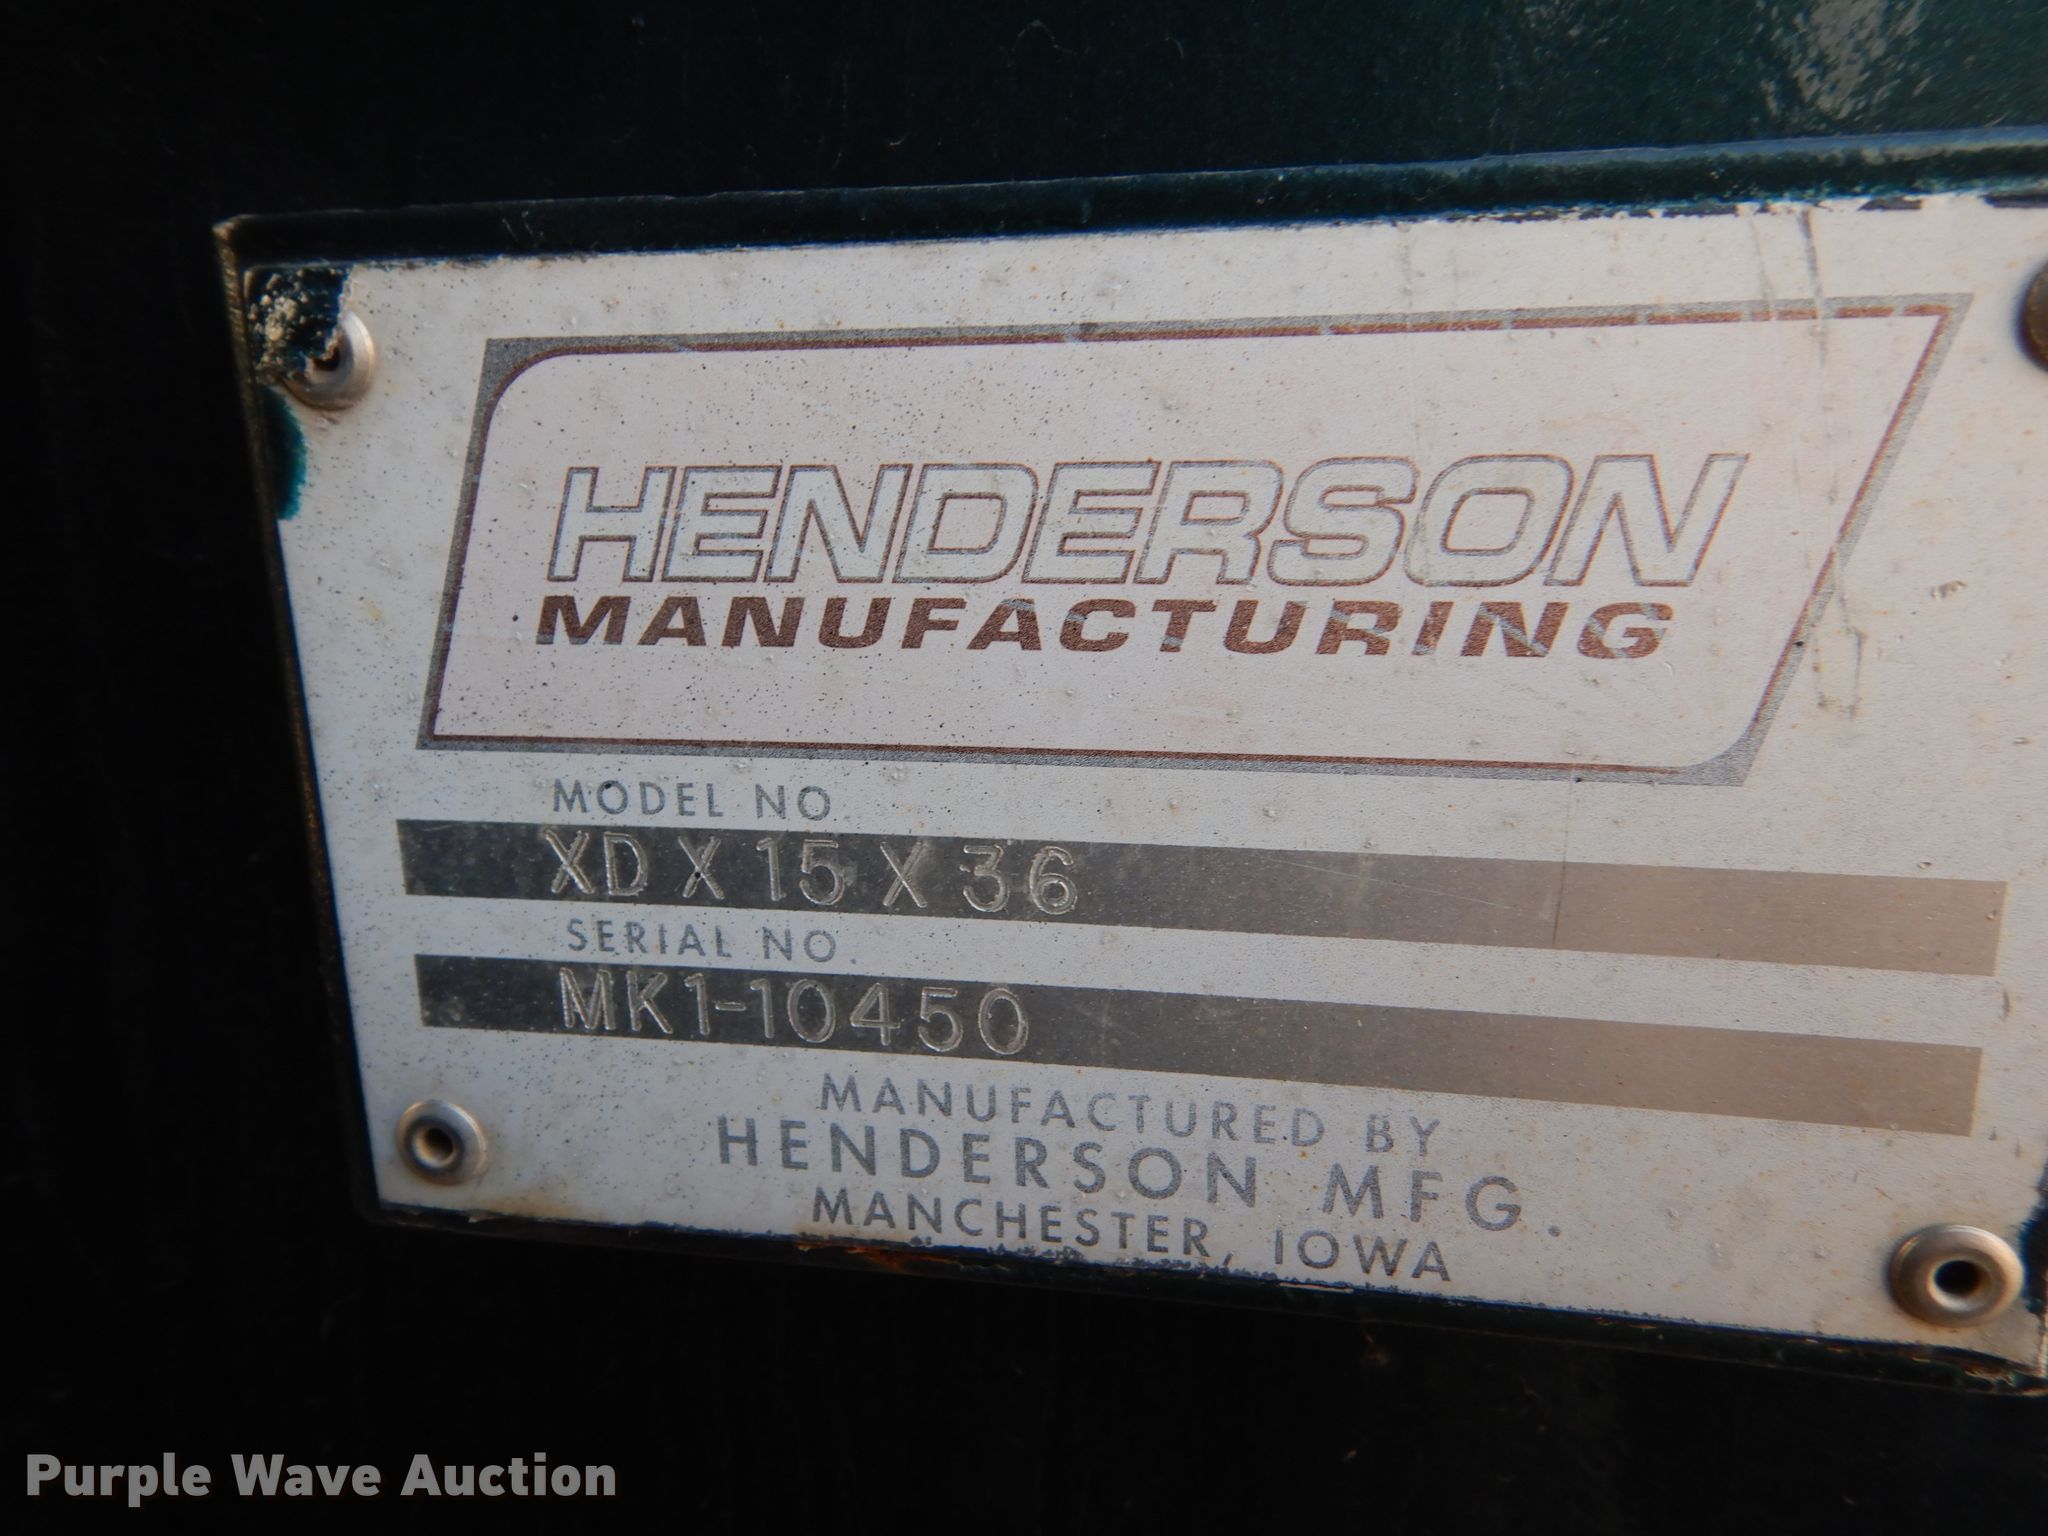 HENDERSON
MANUFACTURING
MODEL NO.
XD X 15 X 36
SERIAL NO.
MK1-10450
MANUFACTURED BY
HENDERSON MFG.
MANCHESTER, IOWA
Purple Wave Auction